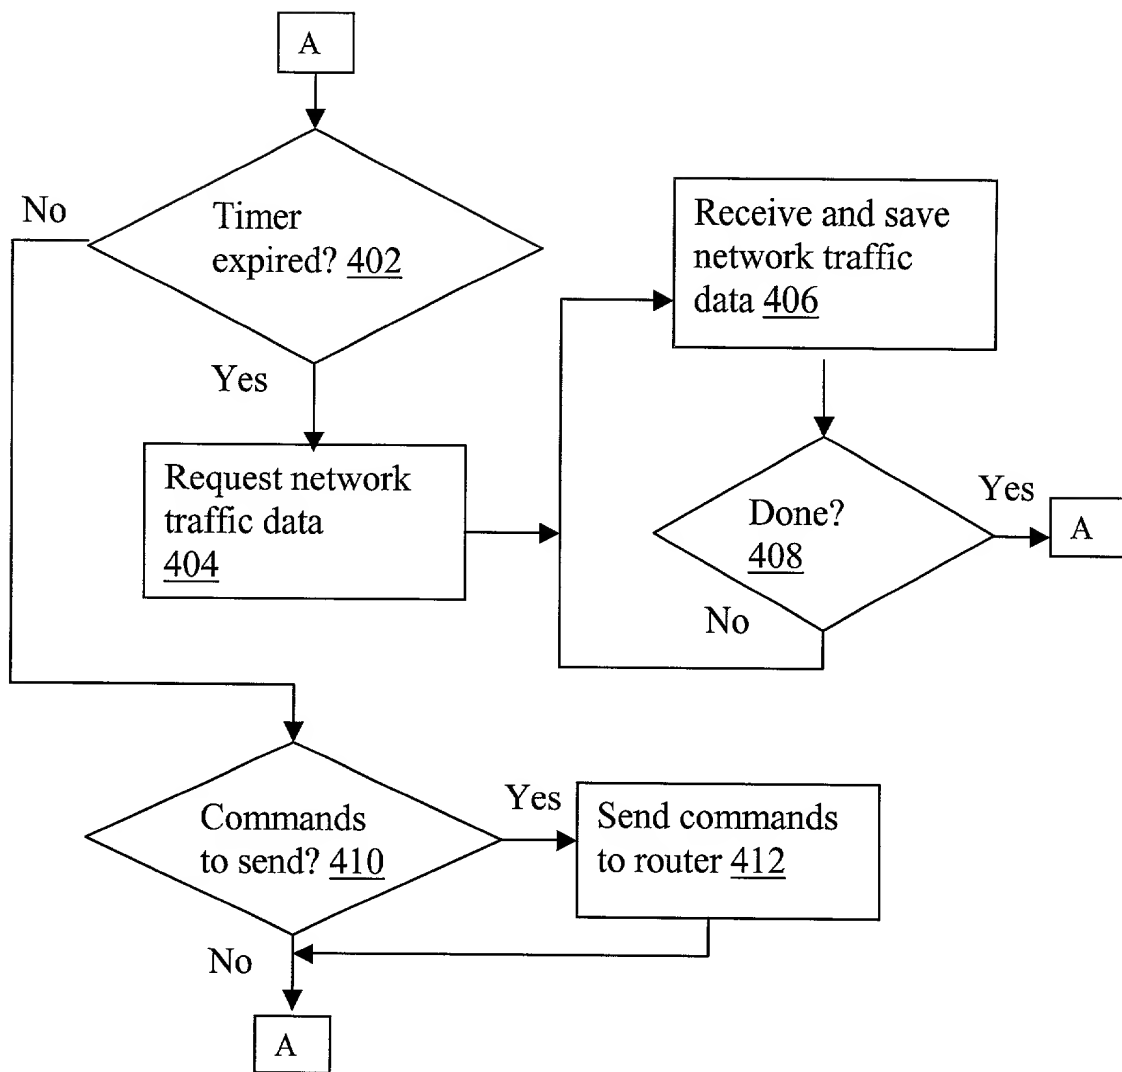 A
No
Timer
expired? 402
Yes
Receive and save
network traffic
data 406
Request network
traffic data
404
Done?
408
Yes
A
No
Commands
to send? 410
Yes
Send commands
to router 412
No
A